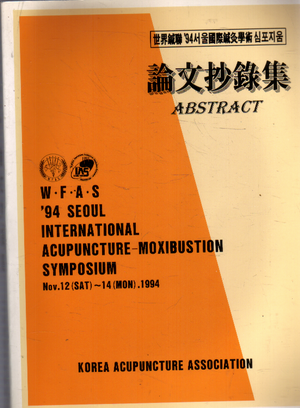 世界鍼聯 '94서울國際鍼灸學術 심포지움
論文抄錄集
ABSTRACT
W·F·A·S
'94 SEOUL
INTERNATIONAL
ACUPUNCTURE-MOXIBUSTION
SYMPOSIUM
Nov.12(SAT)~14(MON).1994
KOREA ACUPUNCTURE ASSOCIATION